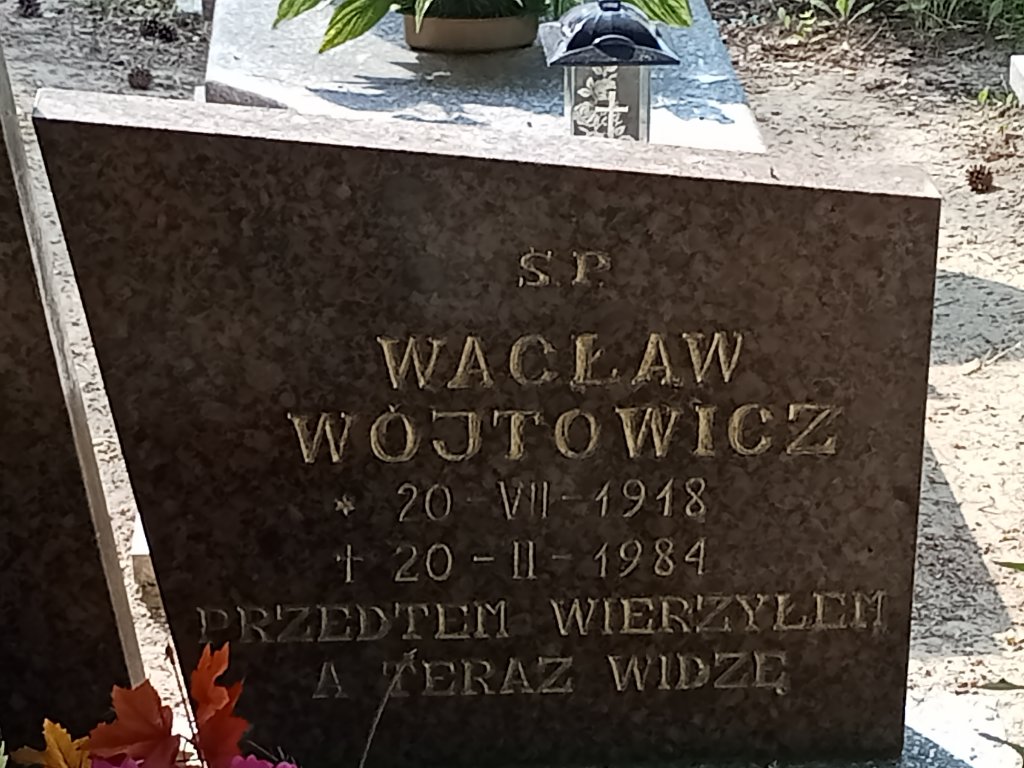 Ś.P.
WACŁAW
WÓJTOWICZ
* 20-VII-1918
† 20-II-1984
PRZEDTEM WIERZYŁEM
A TERAZ WIDZĘ